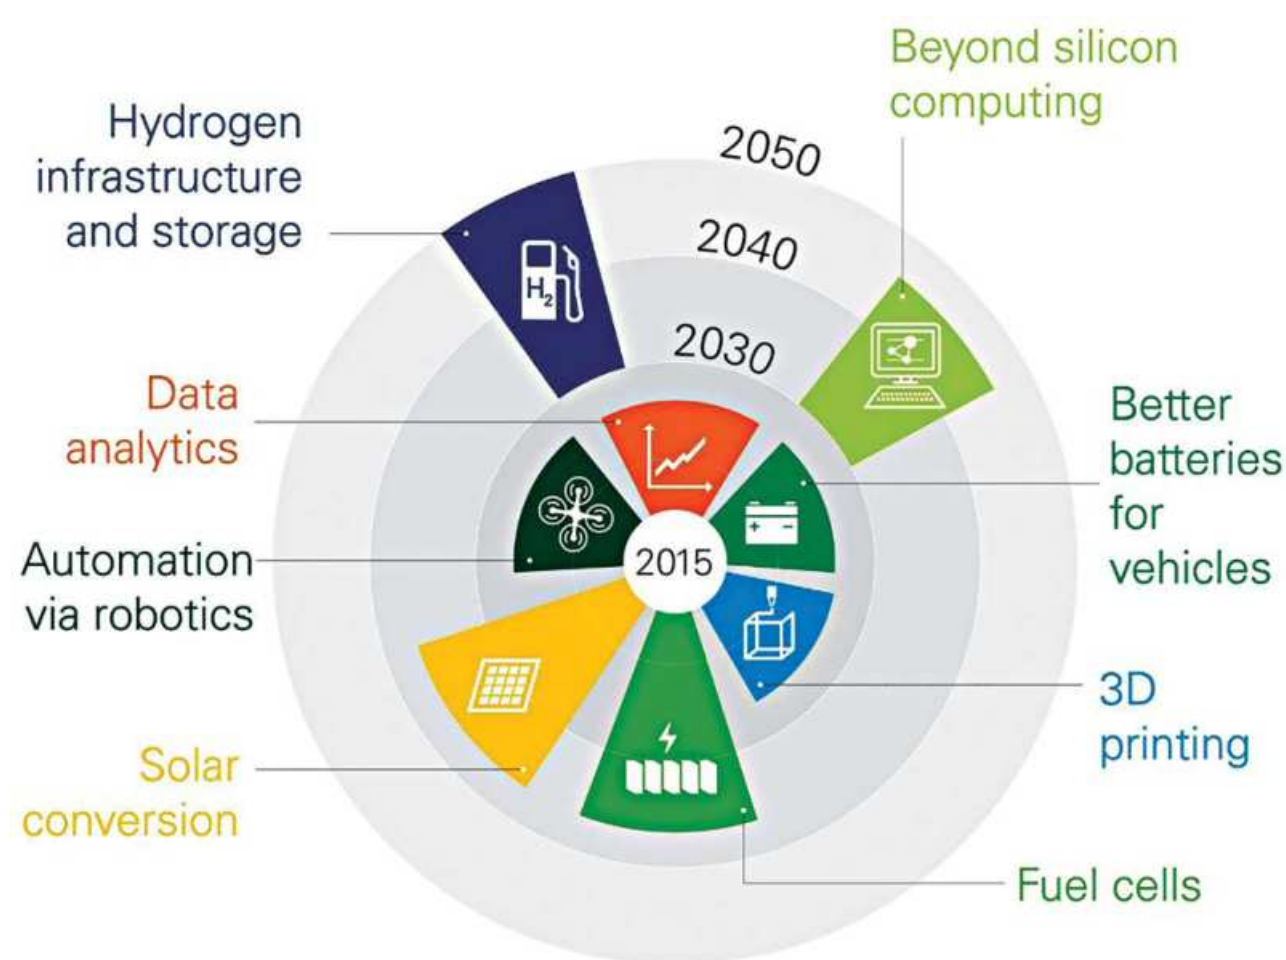 Beyond silicon
computing
Hydrogen
infrastructure
and storage
2050
2040
2030
H2
Data
analytics
Better
batteries
for
vehicles
2015
+ −
Automation
via robotics
3D
printing
Solar
conversion
Fuel cells